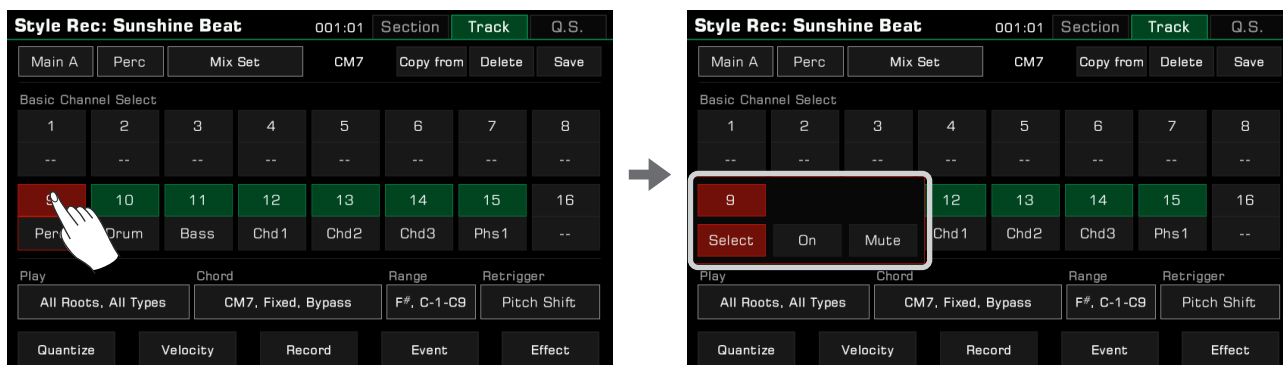 Style Rec: Sunshine Beat 001:01 Section Track Q.S.
Main A Perc Mix Set CM7 Copy from Delete Save
Basic Channel Select
1 2 3 4 5 6 7 8
-- -- -- -- -- -- -- --
9 10 11 12 13 14 15 16
Drum Bass Chd1 Chd2 Chd3 Phs1 --
Play Chord Range Retrigger
All Roots, All Types CM7, Fixed, Bypass F#, C-1-C9 Pitch Shift
Quantize Velocity Record Event Effect
Style Rec: Sunshine Beat 001:01 Section Track Q.S.
Main A Perc Mix Set CM7 Copy from Delete Save
Basic Channel Select
1 2 3 4 5 6 7 8
-- -- -- -- -- -- -- --
9 12 13 14 15 16
Select On Mute Chd1 Chd2 Chd3 Phs1 --
Play Chord Range Retrigger
All Roots, All Types CM7, Fixed, Bypass F#, C-1-C9 Pitch Shift
Quantize Velocity Record Event Effect